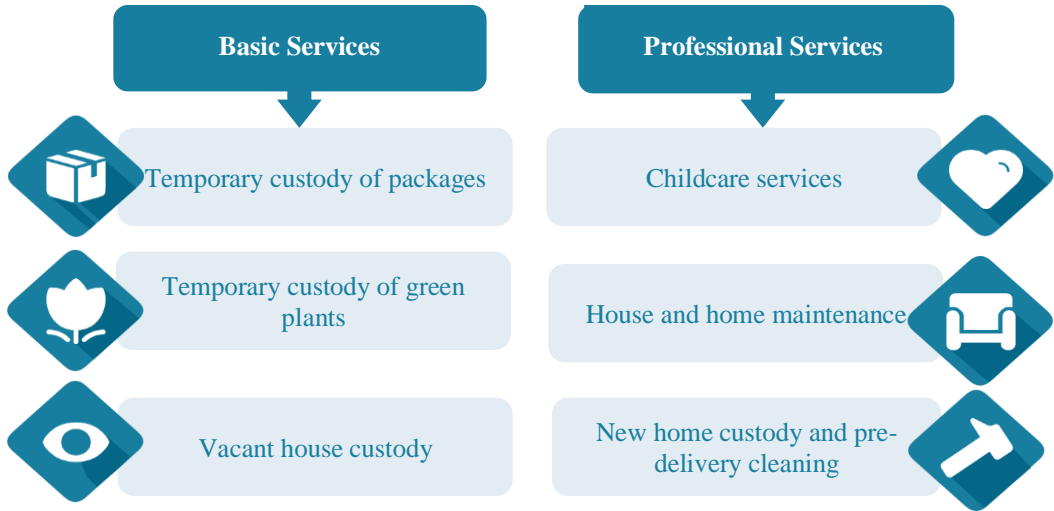 Basic Services
Temporary custody of packages
Temporary custody of green
plants
Vacant house custody
Professional Services
Childcare services
House and home maintenance
New home custody and pre-
delivery cleaning